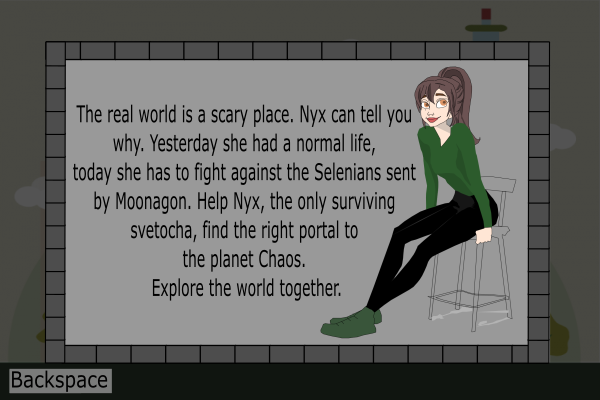 The real world is a scary place. Nyx can tell you
why. Yesterday she had a normal life,
today she has to fight against the Selenians sent
by Moonagon. Help Nyx, the only surviving
svetocha, find the right portal to
the planet Chaos.
Explore the world together.
Backspace